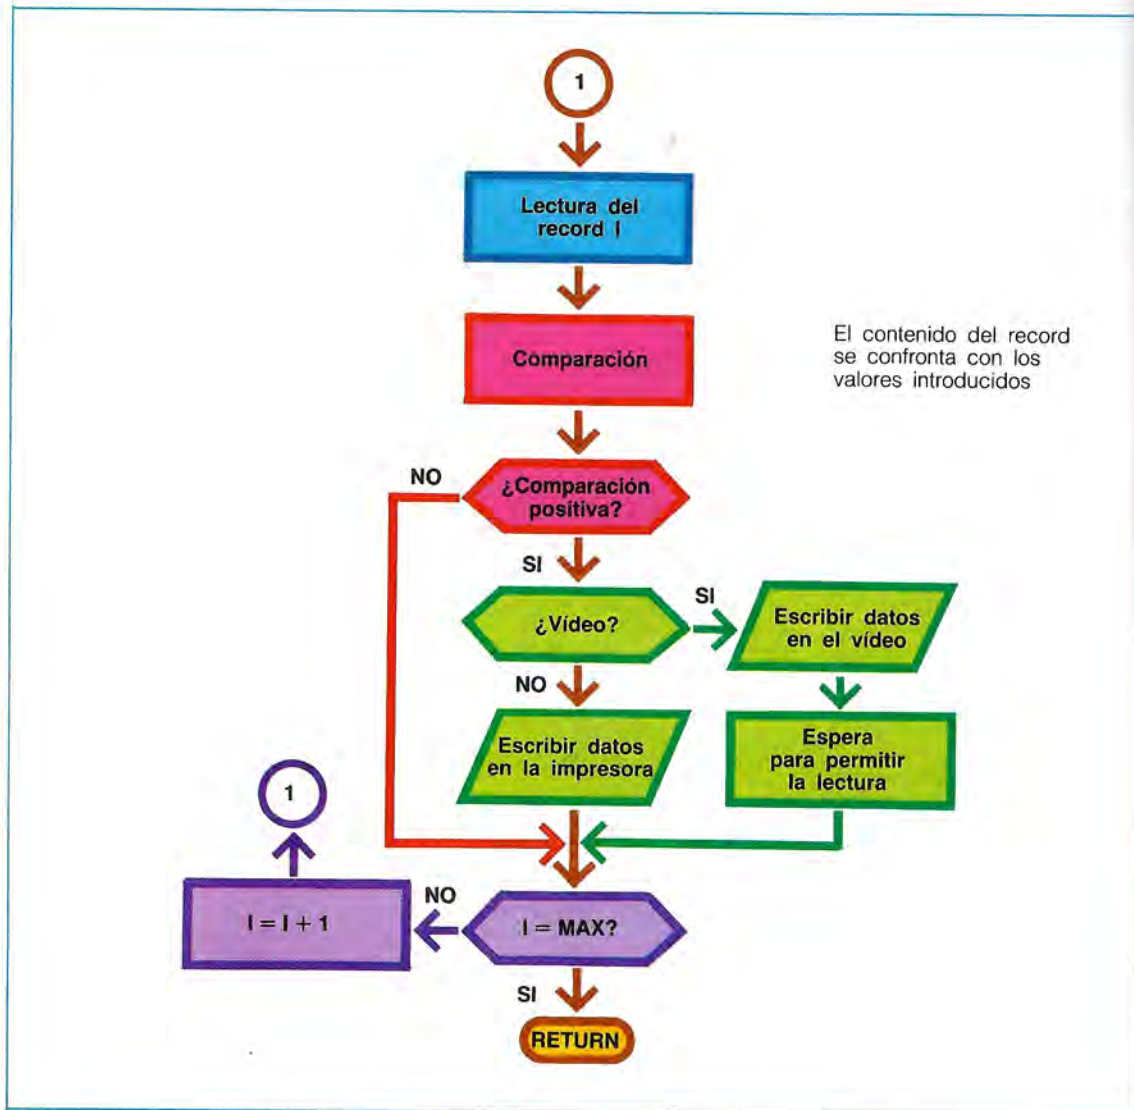 1
Lectura del
record I
Comparación
El contenido del record
se confronta con los
valores introducidos
NO
¿Comparación
positiva?
SI
¿Vídeo?
SI
Escribir datos
en el vídeo
NO
Escribir datos
en la impresora
Espera
para permitir
la lectura
1
I = I + 1
NO
I = MAX?
SI
RETURN